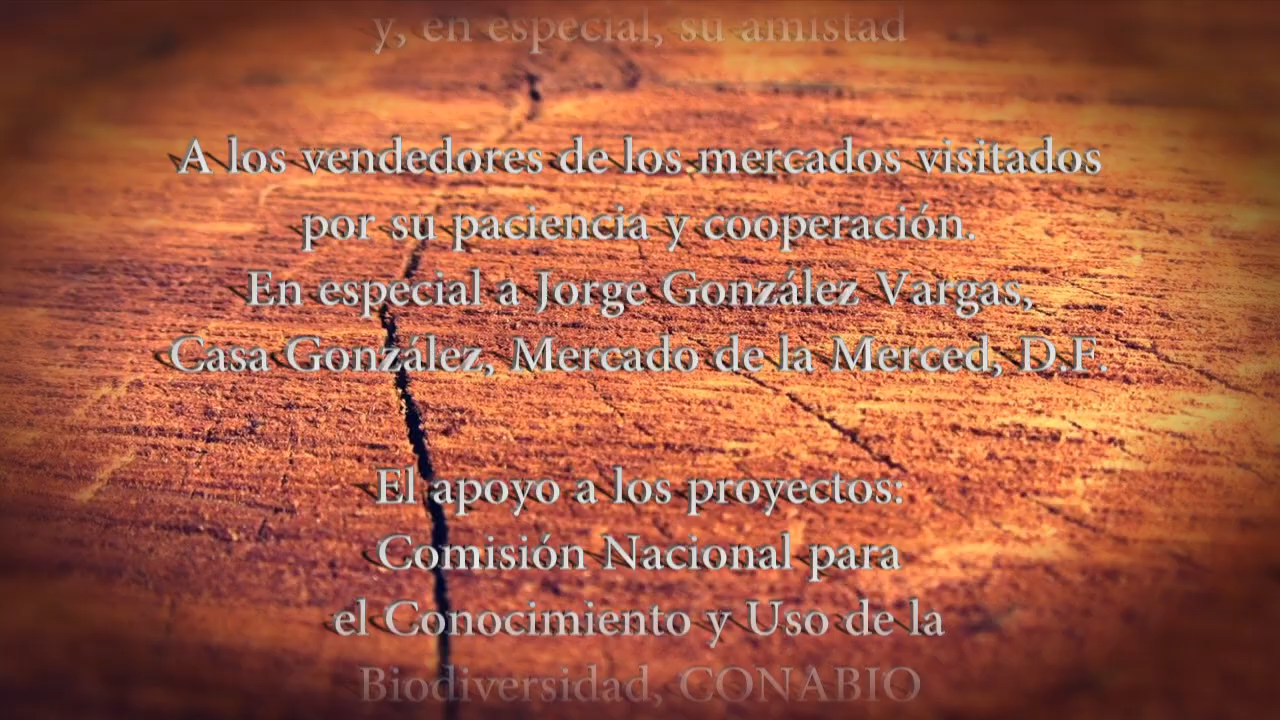 y, en especial, su amistad
A los vendedores de los mercados visitados
por su paciencia y cooperación.
En especial a Jorge González Vargas,
Casa González, Mercado de la Merced, D.F.
El apoyo a los proyectos:
Comisión Nacional para
el Conocimiento y Uso de la
Biodiversidad, CONABIO